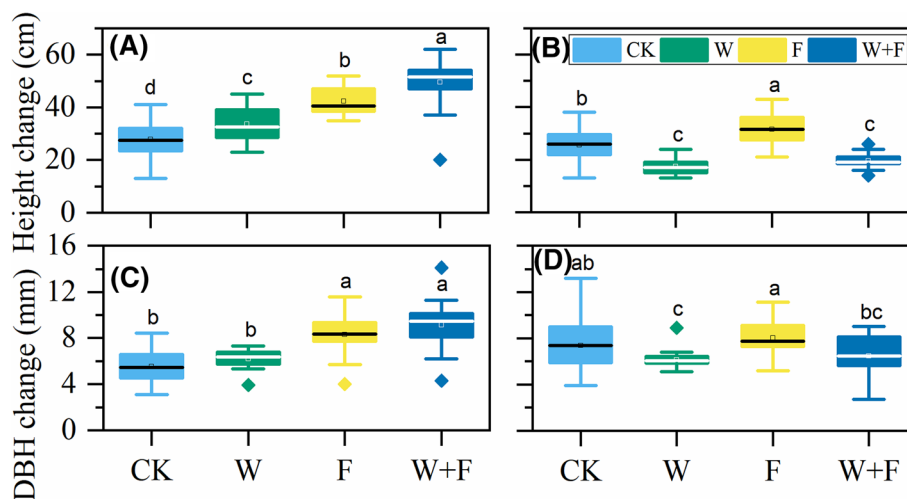 Height change (cm)
60
40
20
0
(A)
d
c
b
a
(B)
CK W F W+F
b
c
a
c
DBH change (mm)
16
12
8
4
0
(C)
b
b
a
a
(D)
ab
c
a
bc
CK W F W+F
CK W F W+F